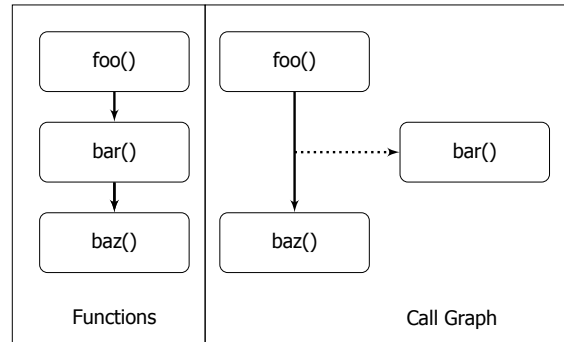 foo()
bar()
baz()
Functions
foo()
bar()
baz()
Call Graph